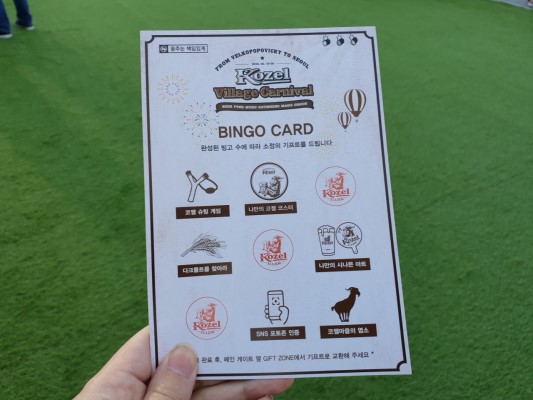 음주는 책임있게
FROM VELKOPOPOVICKY TO SEOUL
Kozel
Village Carnival
BINGO CARD
완성된 빙고 수에 따라 소정의 기프트를 드립니다
코젤 슈팅 게임
나만의 코젤 코스터
Kozel
다크몰트를 찾아라
Kozel
나만의 시나몬 아트
Kozel
SNS 포토존 인증
코젤마을의 염소
완료 후, 메인 게이트 옆 GIFT ZONE에서 기프트로 교환해 주세요 *